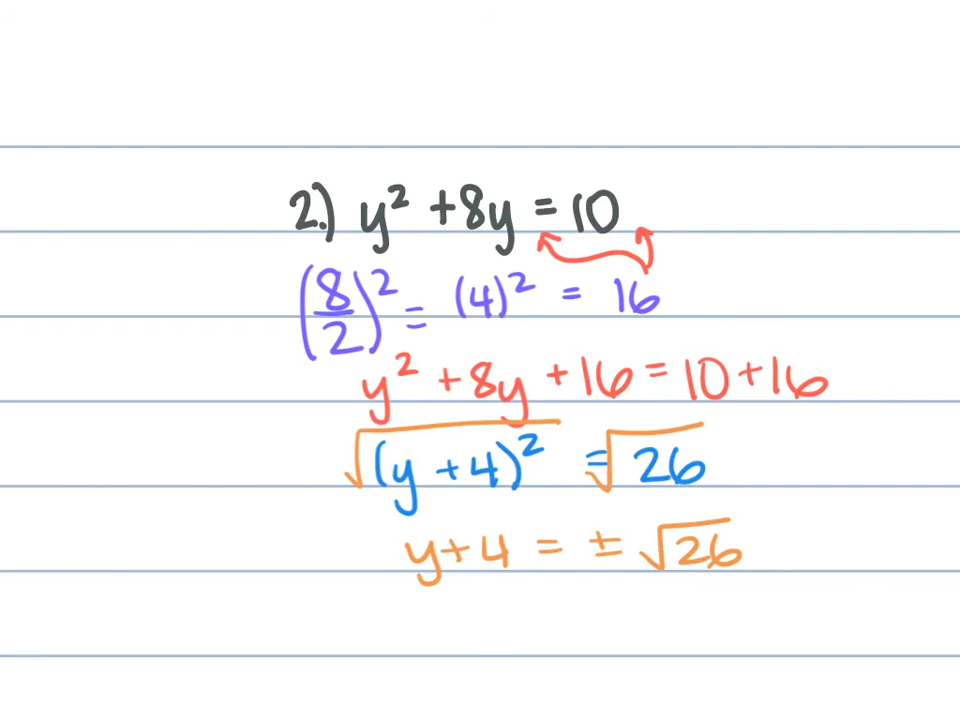 2.) y² + 8y = 10
(8/2)² = (4)² = 16
y² + 8y + 16 = 10 + 16
√(y + 4)² = √26
y + 4 = ± √26